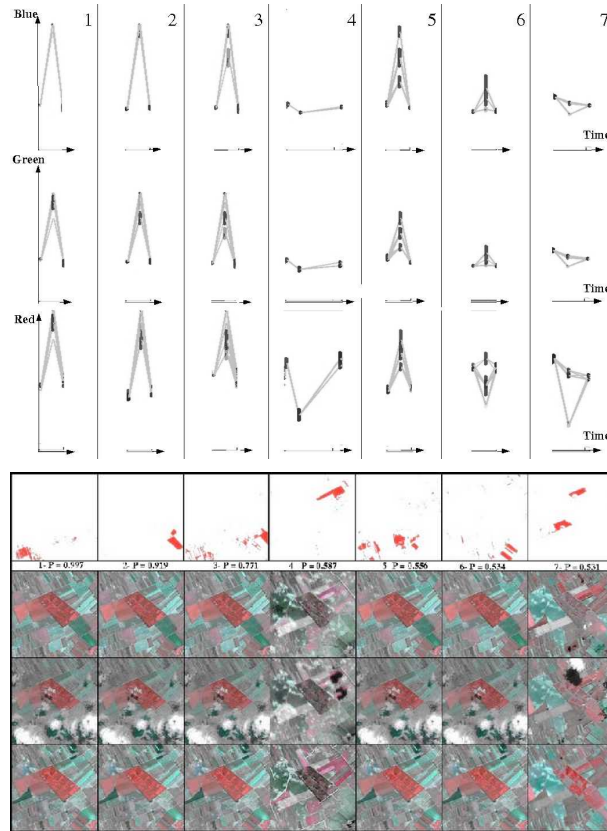 Blue 1 2 3 4 5 6 7
Time
Green
Time
Red
Time
1- P = 0.997 2- P = 0.919 3- P = 0.771 4 P = 0.587 5 P = 0.556 6- P = 0.534 7- P = 0.531